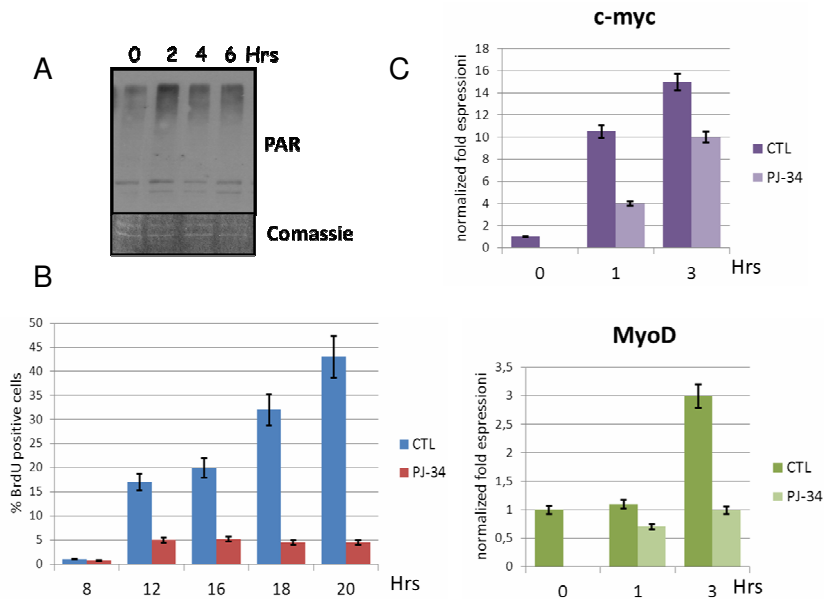 A
0 2 4 6 Hrs
PAR
Comassie
B
50
45
40
35
30
25
20
15
10
5
0
% BrdU positive cells
8 12 16 18 20 Hrs
CTL
PJ-34
C
c-myc
18
16
14
12
10
8
6
4
2
0
normalized fold espressioni
0 1 3 Hrs
CTL
PJ-34
MyoD
3,5
3
2,5
2
1,5
1
0,5
0
normalized fold espressioni
0 1 3 Hrs
CTL
PJ-34